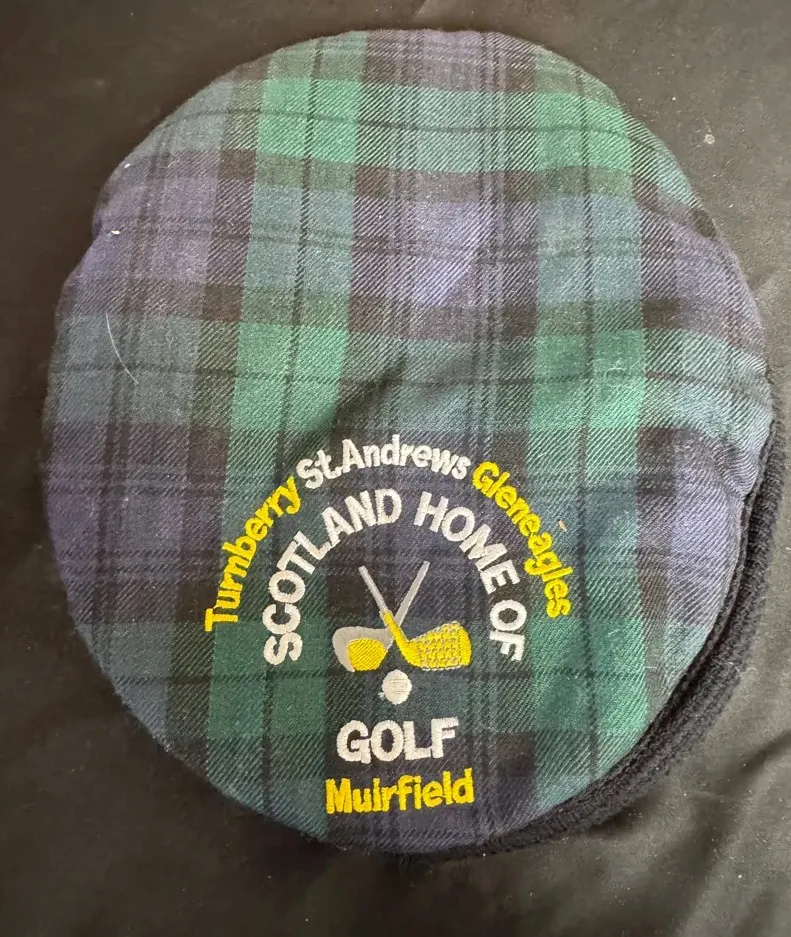 Turnberry St.Andrews Gleneagles
SCOTLAND HOME OF
GOLF
Muirfield